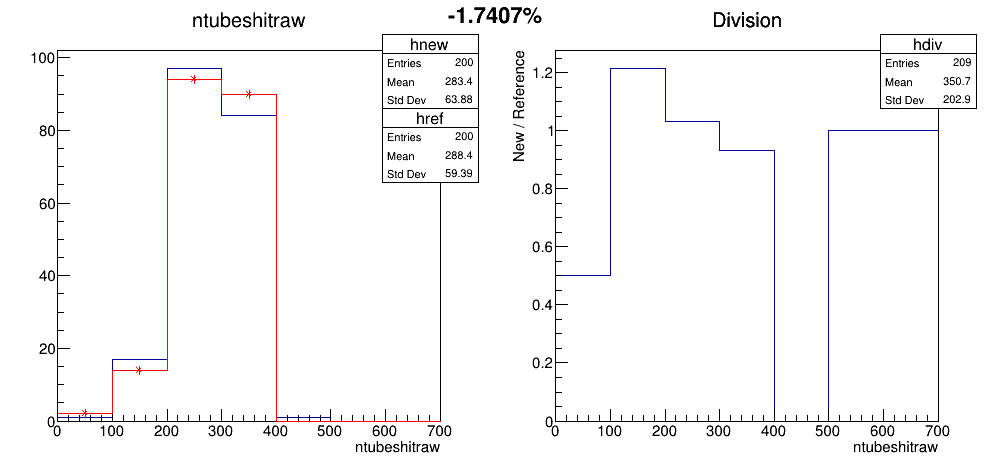 -1.7407%
ntubeshitraw
hnew
Entries 200
Mean 283.4
Std Dev 63.88
href
Entries 200
Mean 288.4
Std Dev 59.39
100
80
60
40
20
0
0 100 200 300 400 500 600 700
ntubeshitraw
Division
hdiv
Entries 209
Mean 350.7
Std Dev 202.9
New / Reference
1.2
1
0.8
0.6
0.4
0.2
0
0 100 200 300 400 500 600 700
ntubeshitraw